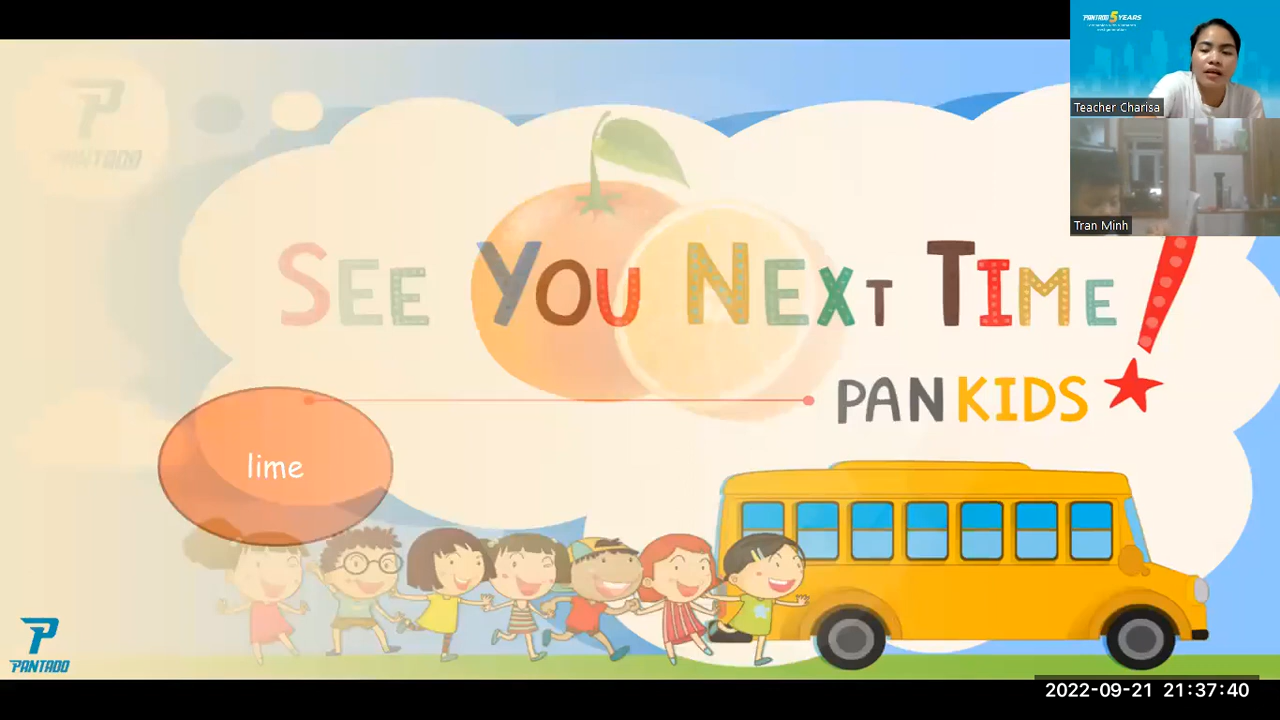 PANTADO 5 YEARS
Teacher Charisa
PANTADO
Tran Minh
SEE YOU NEXT TIME!
PAN KIDS
lime
PANTADO
2022-09-21 21:37:40